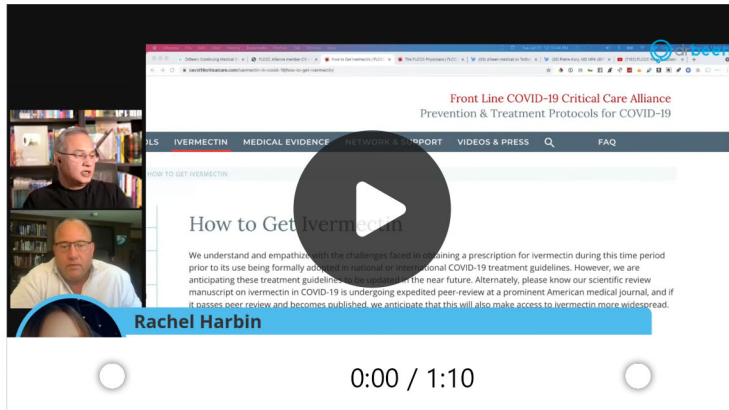 drbeen
Front Line COVID-19 Critical Care Alliance
Prevention & Treatment Protocols for COVID-19
OLS IVERMECTIN MEDICAL EVIDENCE NETWORK & SUPPORT VIDEOS & PRESS FAQ
HOW TO GET IVERMECTIN
How to Get Ivermectin
We understand and empathize with the challenges faced in obtaining a prescription for ivermectin during this time period
prior to its use being formally adopted in national or international COVID-19 treatment guidelines. However, we are
anticipating these treatment guidelines to be updated in the near future. Alternately, please know our scientific review
manuscript on ivermectin in COVID-19 is undergoing expedited peer-review at a prominent American medical journal, and if
it passes peer review and becomes published, we anticipate that this will also make access to ivermectin more widespread.
Rachel Harbin
0:00 / 1:10